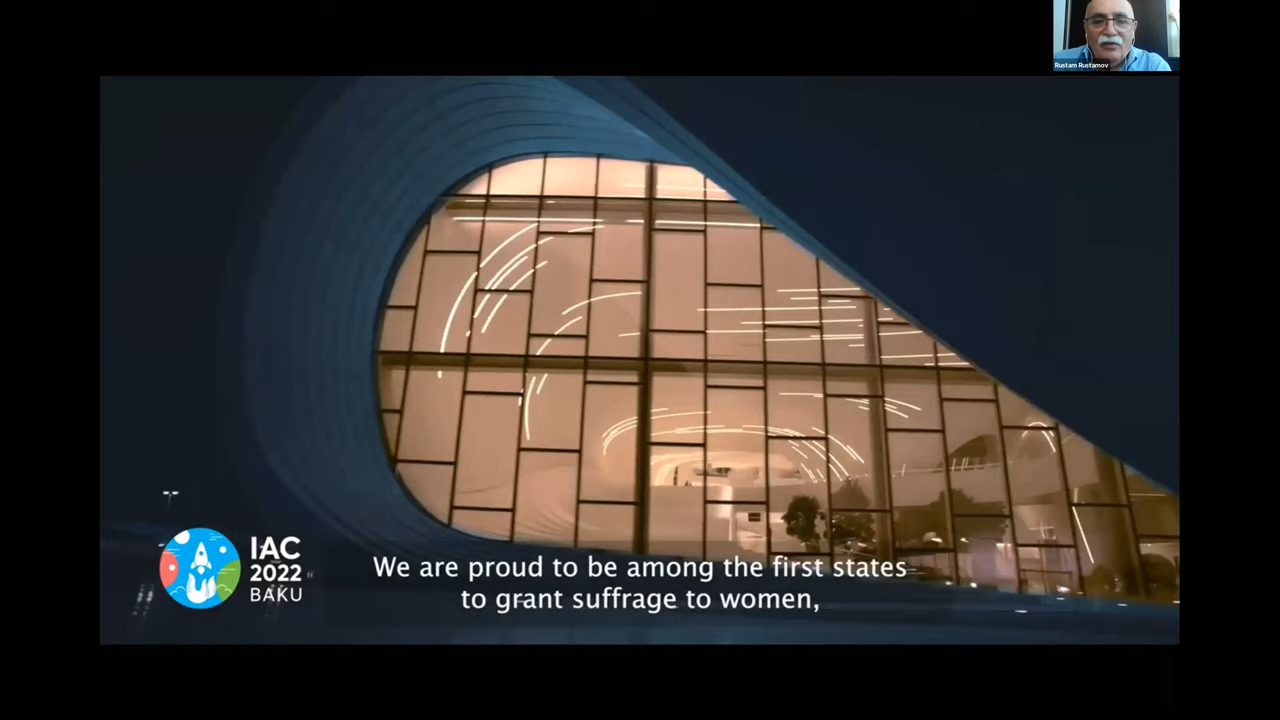 Rustam Rustamov
IAC
2022
BAKU
We are proud to be among the first states
to grant suffrage to women,